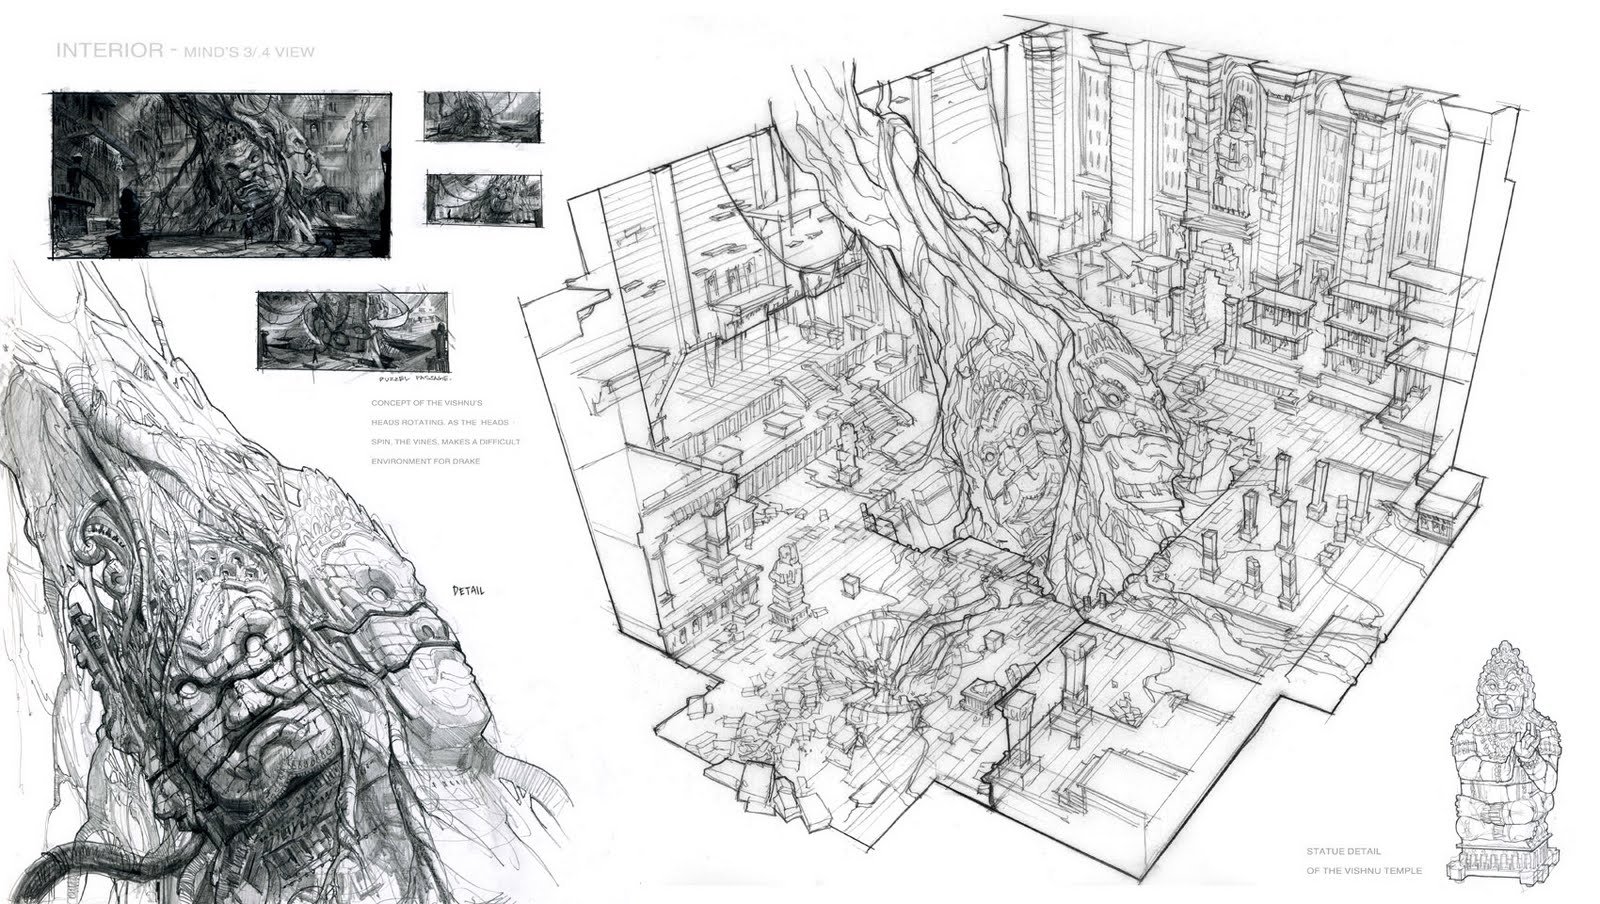 INTERIOR - MIND'S 3/.4 VIEW
PUZZEL PASSAGE.
CONCEPT OF THE VISHNU'S
HEADS ROTATING. AS THE HEADS
SPIN, THE VINES, MAKES A DIFFICULT
ENVIRONMENT FOR DRAKE
DETAIL
STATUE DETAIL
OF THE VISHNU TEMPLE